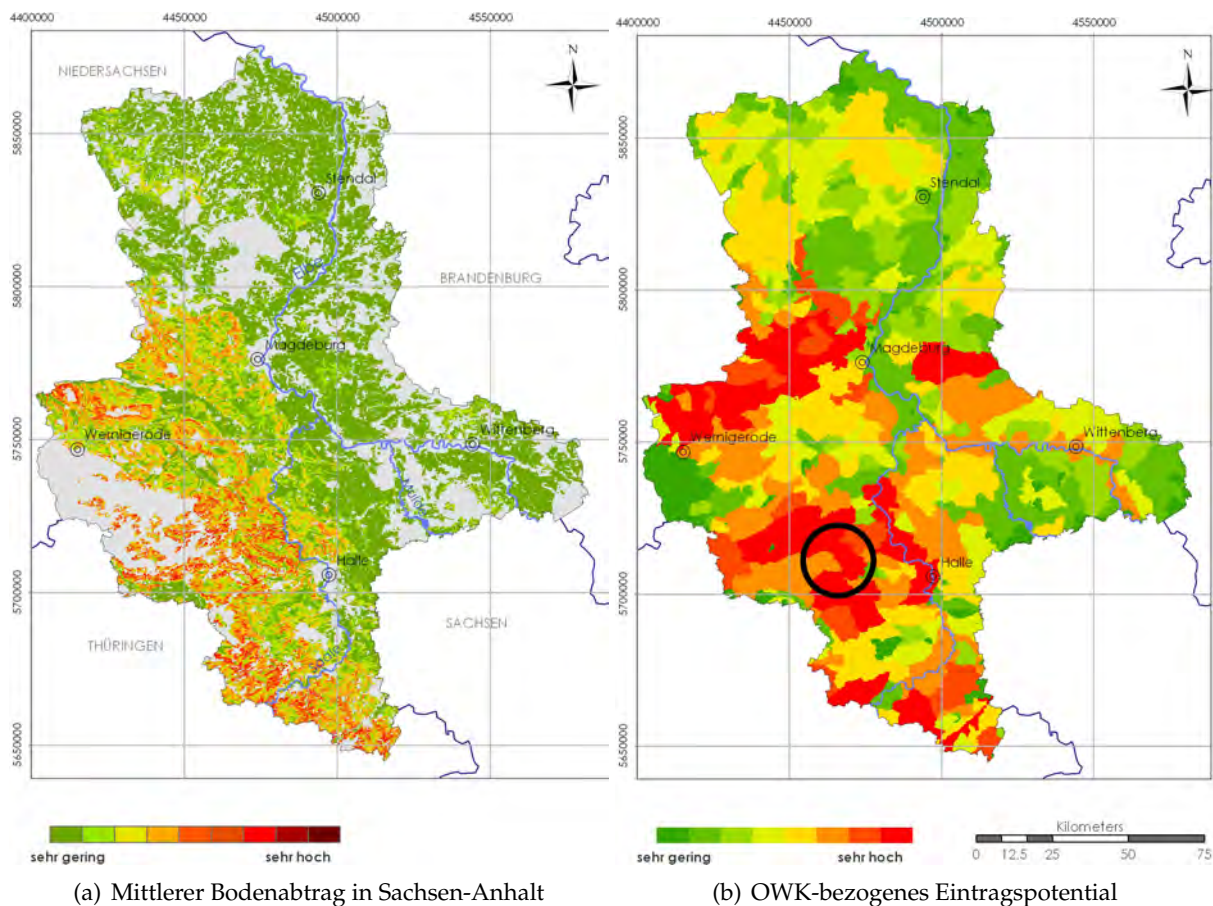 4400000 4450000 4500000 4550000
N
NIEDERSACHSEN
5850000
Stendal
Elbe
BRANDENBURG
5800000
Magdeburg
Wernigerode
5750000
Wittenberg
Mulde
Halle
5700000
THÜRINGEN
SACHSEN
Saale
5650000
sehr gering sehr hoch
(a) Mittlerer Bodenabtrag in Sachsen-Anhalt
4400000 4450000 4500000 4550000
N
5850000
Stendal
5800000
Magdeburg
Wernigerode
5750000
Wittenberg
Halle
5700000
5650000
sehr gering sehr hoch
Kilometers
0 12.5 25 50 75
(b) OWK-bezogenes Eintragspotential